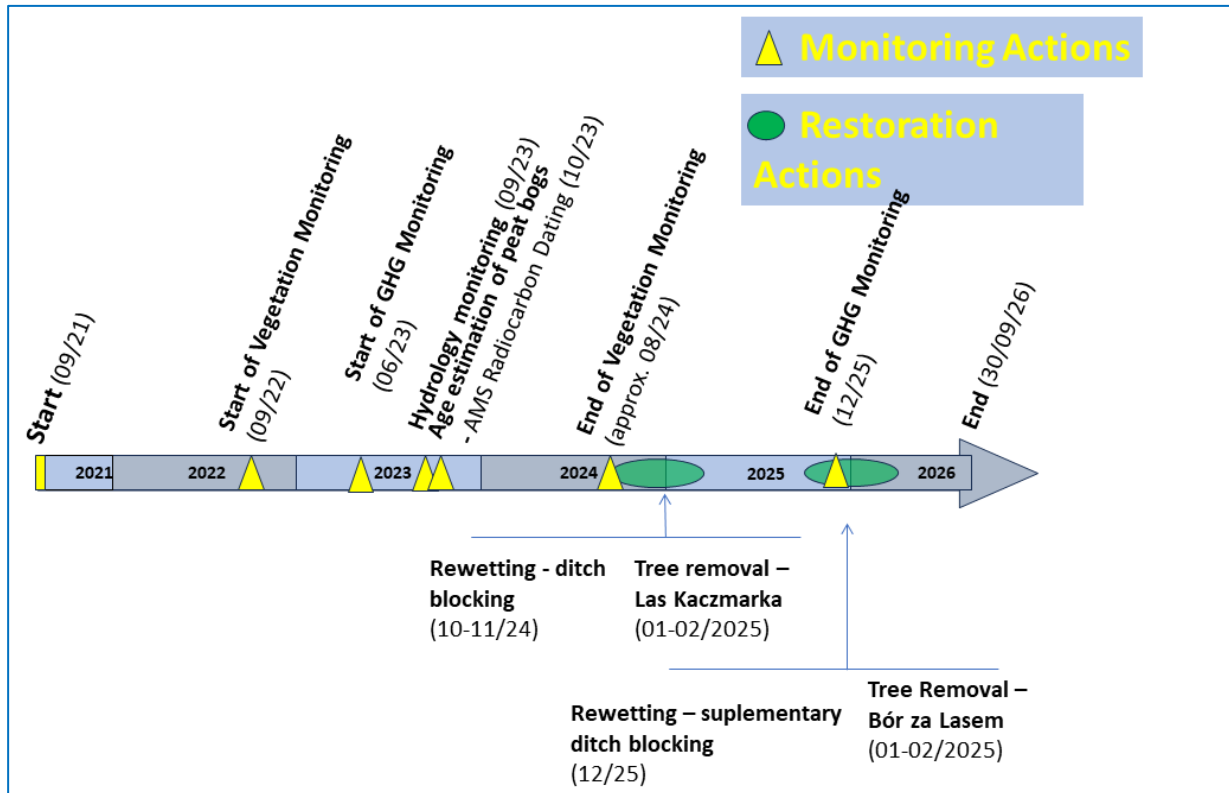 Monitoring Actions
Restoration
Actions
Start (09/21)
Start of Vegetation Monitoring
(09/22)
Start of GHG Monitoring
(06/23)
Hydrology monitoring (09/23)
Age estimation of peat bogs
- AMS Radiocarbon Dating (10/23)
End of Vegetation Monitoring
(approx. 08/24)
End of GHG Monitoring
(12/25)
End (30/09/26)
2021
2022
2023
2024
2025
2026
Rewetting - ditch
blocking
(10-11/24)
Tree removal –
Las Kaczmarka
(01-02/2025)
Rewetting – suplementary
ditch blocking
(12/25)
Tree Removal –
Bór za Lasem
(01-02/2025)